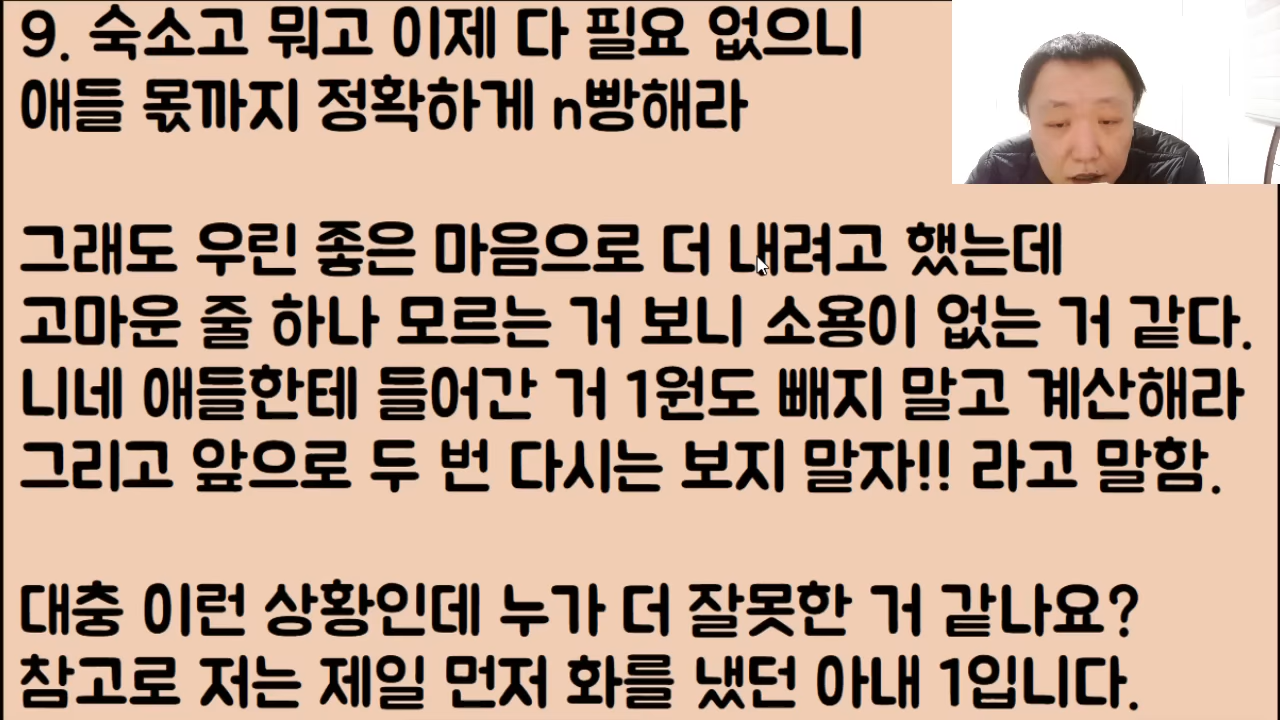 9. 숙소고 뭐고 이제 다 필요 없으니
애들 몫까지 정확하게 n빵해라
그래도 우린 좋은 마음으로 더 내려고 했는데
고마운 줄 하나 모르는 거 보니 소용이 없는 거 같다.
니네 애들한테 들어간 거 1원도 빼지 말고 계산해라
그리고 앞으로 두 번 다시는 보지 말자!! 라고 말함.
대충 이런 상황인데 누가 더 잘못한 거 같나요?
참고로 저는 제일 먼저 화를 냈던 아내 1입니다.